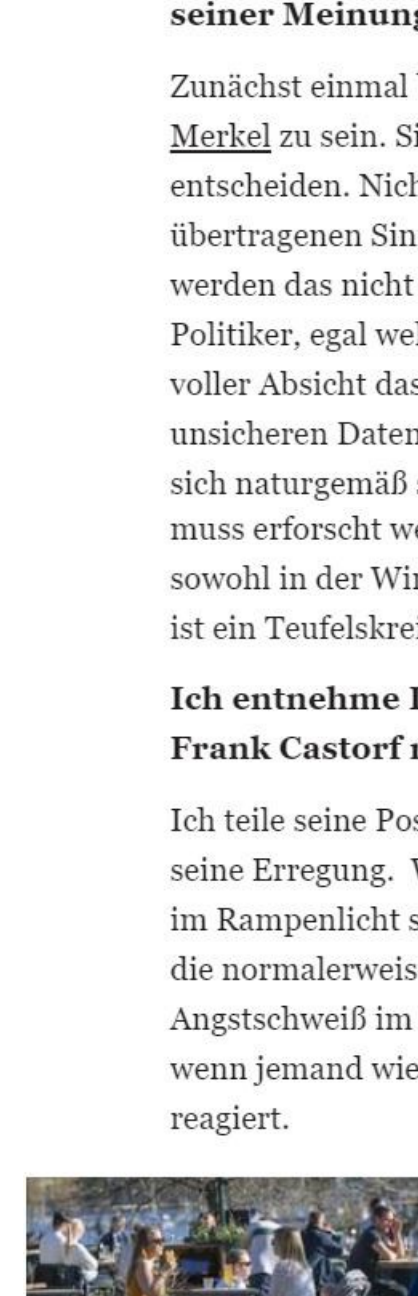 seiner Meinung
Zunächst einmal
Merkel zu sein. Si
entscheiden. Nich
übertragenen Sin
werden das nicht
Politiker, egal wel
voller Absicht das
unsicheren Daten
sich naturgemäß
muss erforscht we
sowohl in der Wir
ist ein Teufelskrei
Ich entnehme
Frank Castorf
Ich teile seine Pos
seine Erregung.
im Rampenlicht s
die normalerweis
Angstschweiß im
wenn jemand wie
reagiert.